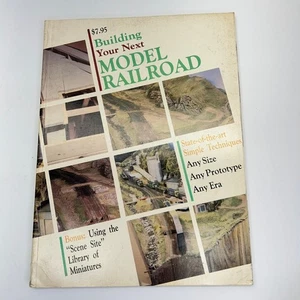 $7.95
Building
Your Next
MODEL
RAILROAD
State-of-the-art
Simple Techniques
Any Size
Any Prototype
Any Era
Bonus: Using the
"Scene Site"
Library of
Miniatures